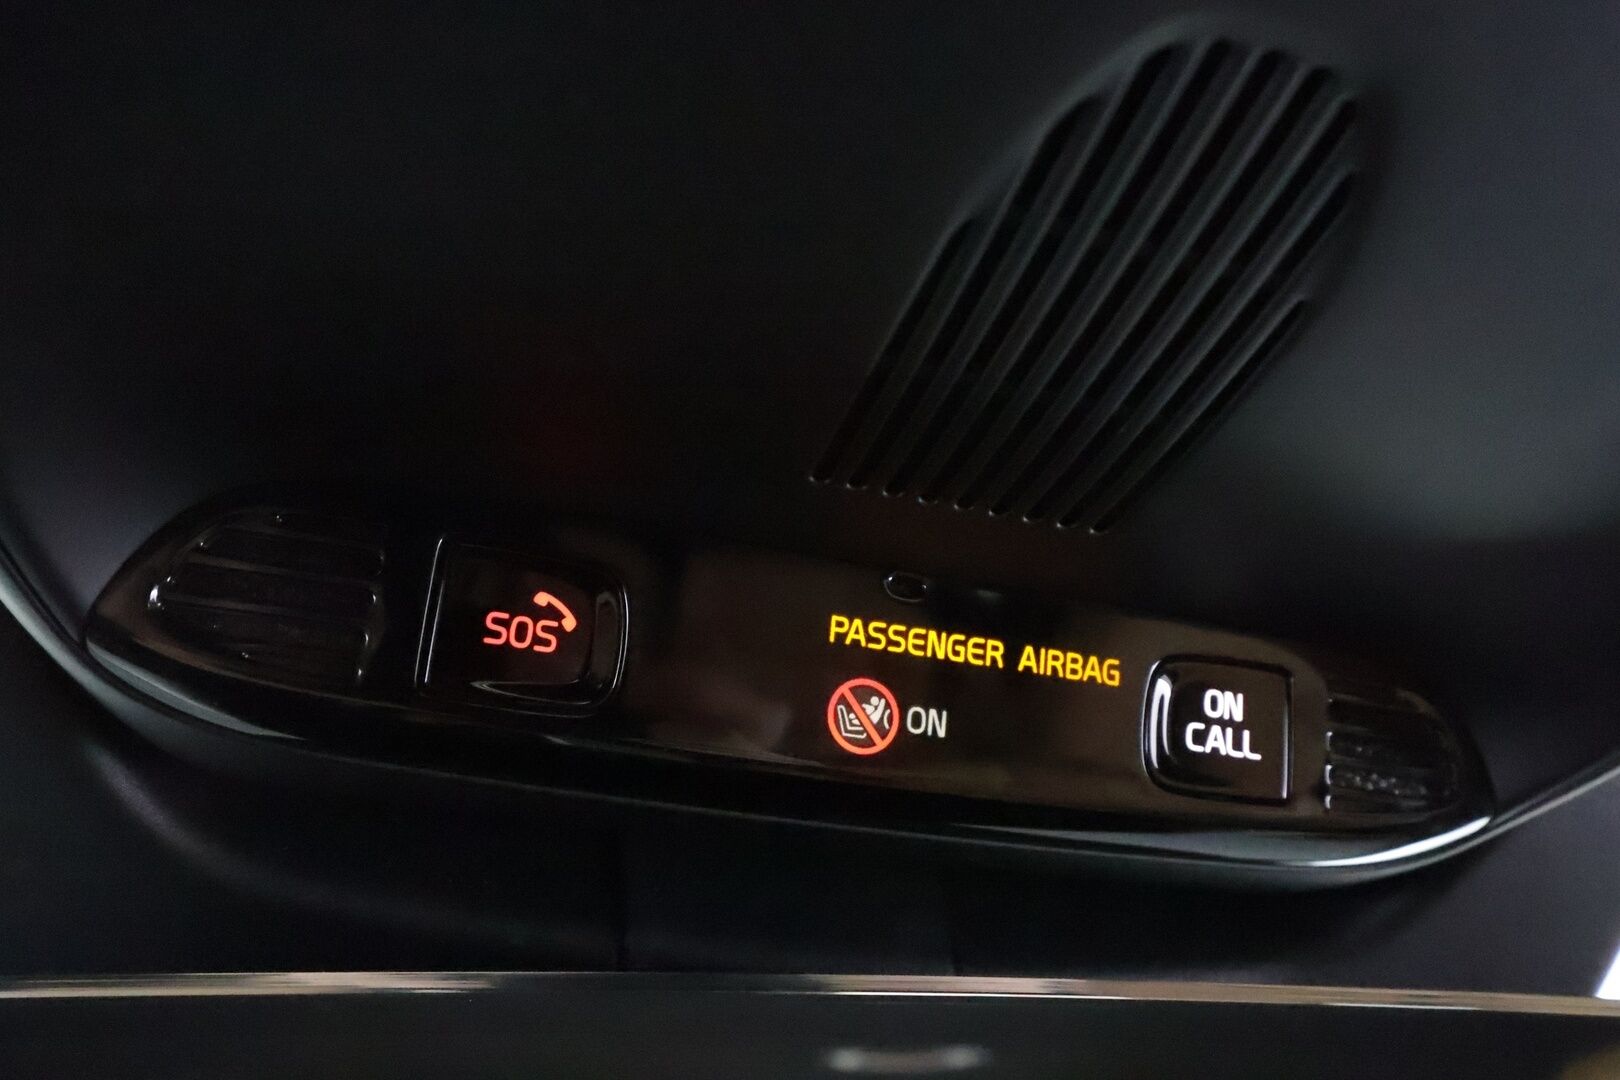 SOS
PASSENGER AIRBAG
ON
ON
CALL